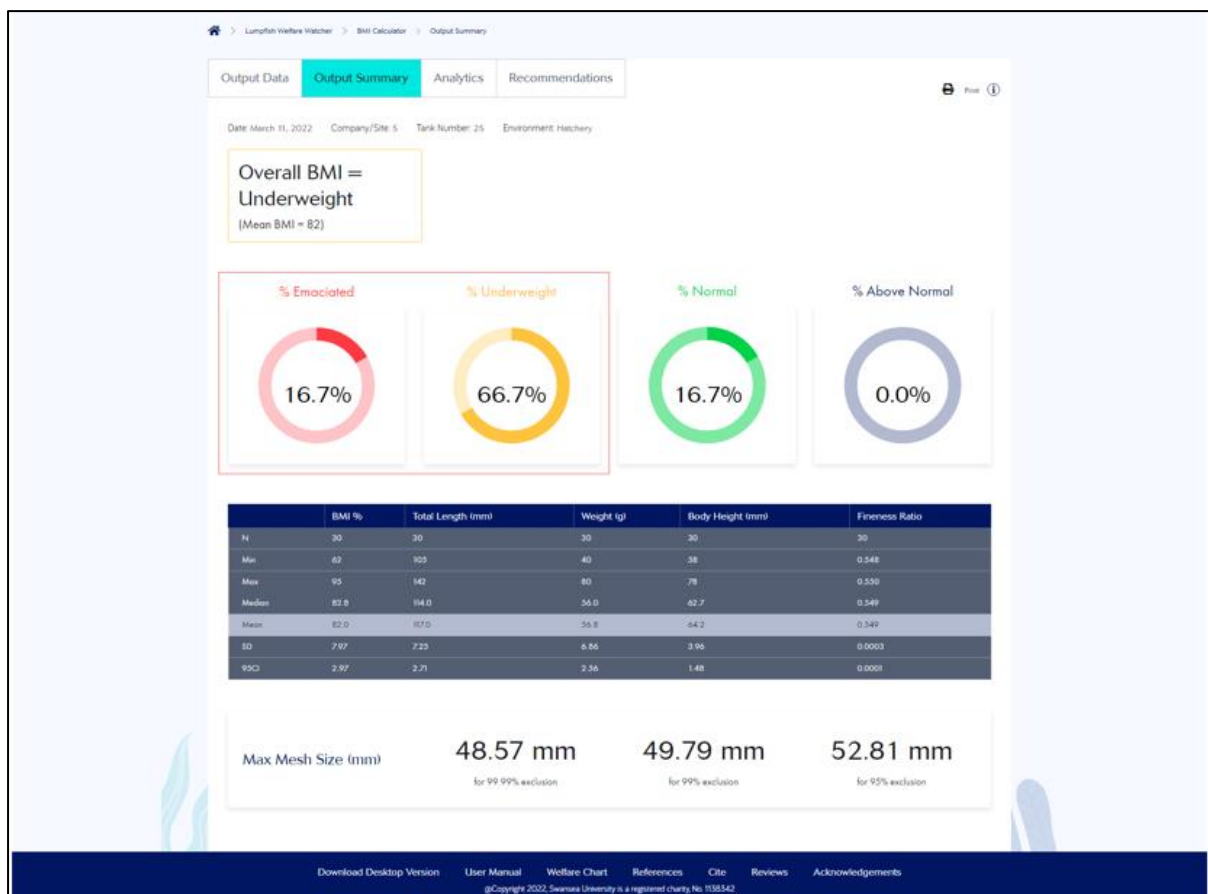 Lumpfish Welfare Watcher > BMI Calculator > Output Summary
Output Data Output Summary Analytics Recommendations
Print
Date: March 11, 2022 Company/Site: 5 Tank Number: 25 Environment: Hatchery
Overall BMI =
Underweight
(Mean BMI = 82)
% Emaciated % Underweight % Normal % Above Normal
16.7% 66.7% 16.7% 0.0%
BMI % Total Length (mm) Weight (g) Body Height (mm) Fineness Ratio
N 30 30 30 30 30
Min 62 105 40 58 0.548
Max 95 142 80 78 0.550
Median 82.8 114.0 56.0 62.7 0.549
Mean 82.0 117.0 56.8 64.2 0.549
SD 7.97 7.25 6.86 3.96 0.0003
95CI 2.97 2.71 2.56 1.48 0.0001
Max Mesh Size (mm) 48.57 mm 49.79 mm 52.81 mm
for 99.99% exclusion for 99% exclusion for 95% exclusion
Download Desktop Version User Manual Welfare Chart References Cite Reviews Acknowledgements
@Copyright 2022, Swansea University is a registered charity, No. 1138342